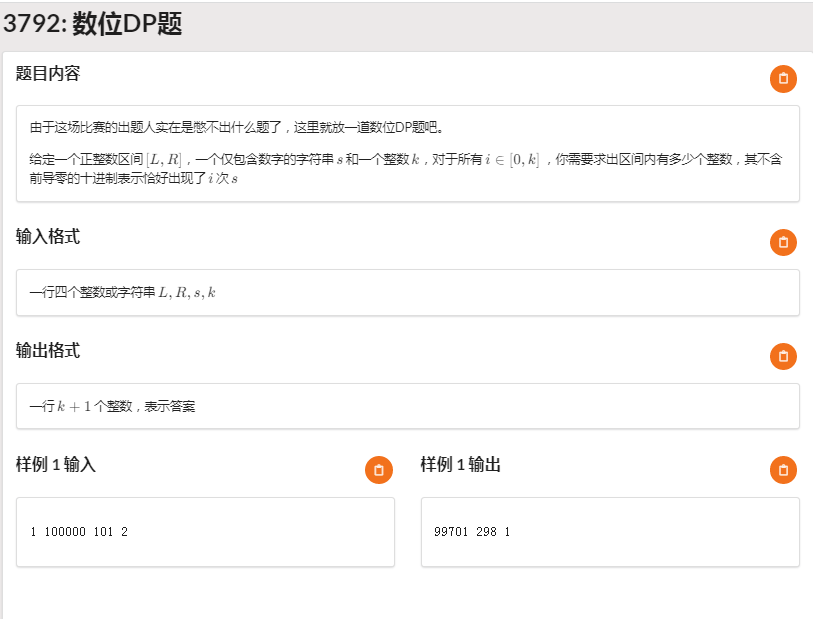 3792: 数位DP题
题目内容
由于这场比赛的出题人实在是憋不出什么题了，这里就放一道数位DP题吧。
给定一个正整数区间 [L, R]，一个仅包含数字的字符串 s 和一个整数 k，对于所有 i ∈ [0, k] ，你需要求出区间内有多少个整数，其不含
前导零的十进制表示恰好出现了 i 次 s
输入格式
一行四个整数或字符串 L, R, s, k
输出格式
一行 k + 1 个整数，表示答案
样例 1 输入
样例 1 输出
1 100000 101 2
99701 298 1